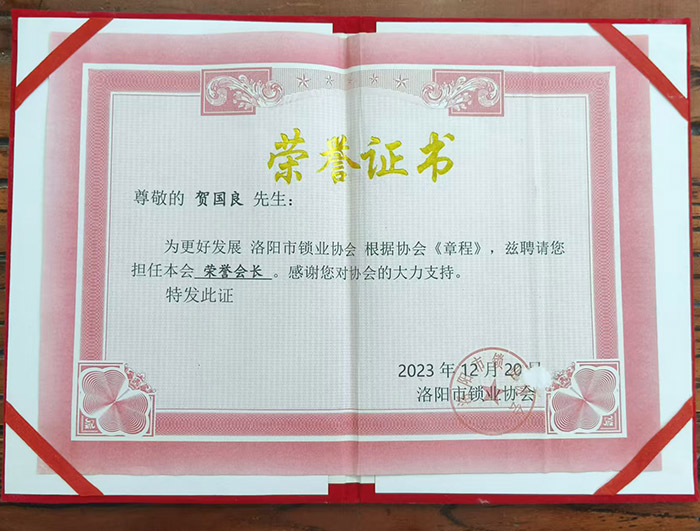 荣誉证书
尊敬的 贺国良 先生：
为更好发展 洛阳市锁业协会 根据协会《章程》，兹聘请您
担任本会 荣誉会长 。感谢您对协会的大力支持。
特发此证
2023 年 12 月 20 日
洛阳市锁业协会